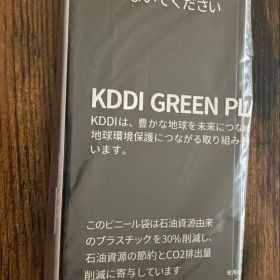 ないでください
KDDI GREEN PL
KDDIは、豊かな地球を未来につな
地球環境保護につながる取り組み
います。
このビニール袋は石油資源由来
のプラスチックを30%削減し、
石油資源の節約とCO2排出量
削減に寄与しています
使用